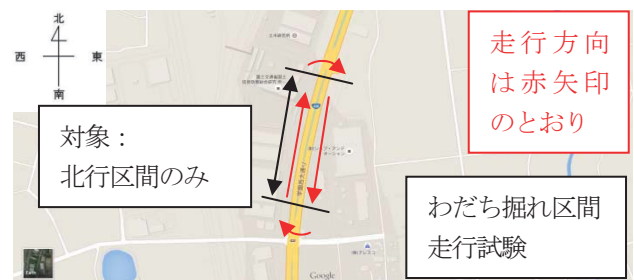 北
西
東
南
走行方向
は赤矢印
のとおり
対象：
北行区間のみ
わだち掘れ区間
走行試験
Google